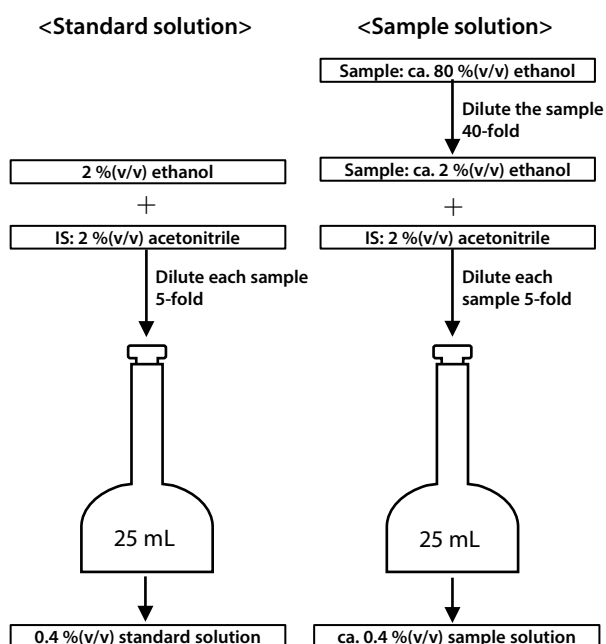 <Standard solution>
2 %(v/v) ethanol
+
IS: 2 %(v/v) acetonitrile
Dilute each sample
5-fold
25 mL
0.4 %(v/v) standard solution
<Sample solution>
Sample: ca. 80 %(v/v) ethanol
Dilute the sample
40-fold
Sample: ca. 2 %(v/v) ethanol
+
IS: 2 %(v/v) acetonitrile
Dilute each
sample 5-fold
25 mL
ca. 0.4 %(v/v) sample solution